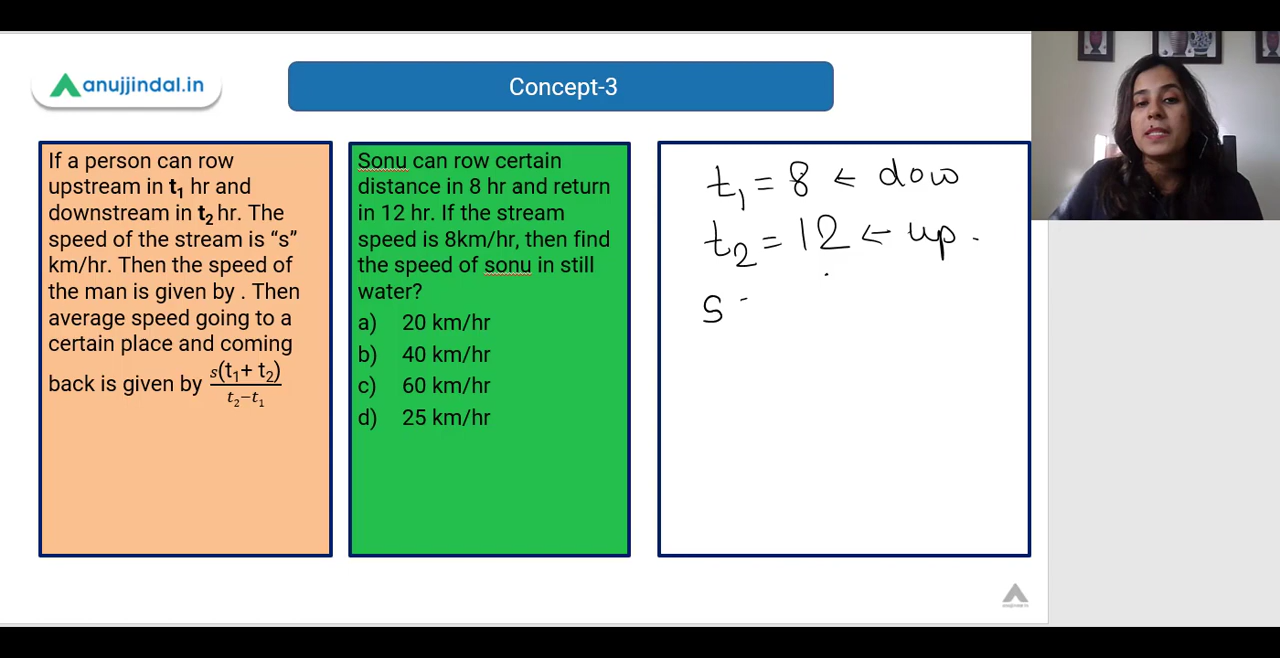 anujjindal.in
Concept-3
If a person can row
upstream in t₁ hr and
downstream in t₂ hr. The
speed of the stream is “s”
km/hr. Then the speed of
the man is given by . Then
average speed going to a
certain place and coming
back is given by s(t₁+ t₂)/t₂−t₁
Sonu can row certain
distance in 8 hr and return
in 12 hr. If the stream
speed is 8km/hr, then find
the speed of sonu in still
water?
a) 20 km/hr
b) 40 km/hr
c) 60 km/hr
d) 25 km/hr
t₁ = 8 ← dow
t₂ = 12 ← up .
S -